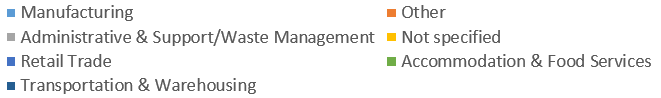 Manufacturing Other
Administrative & Support/Waste Management Not specified
Retail Trade Accommodation & Food Services
Transportation & Warehousing